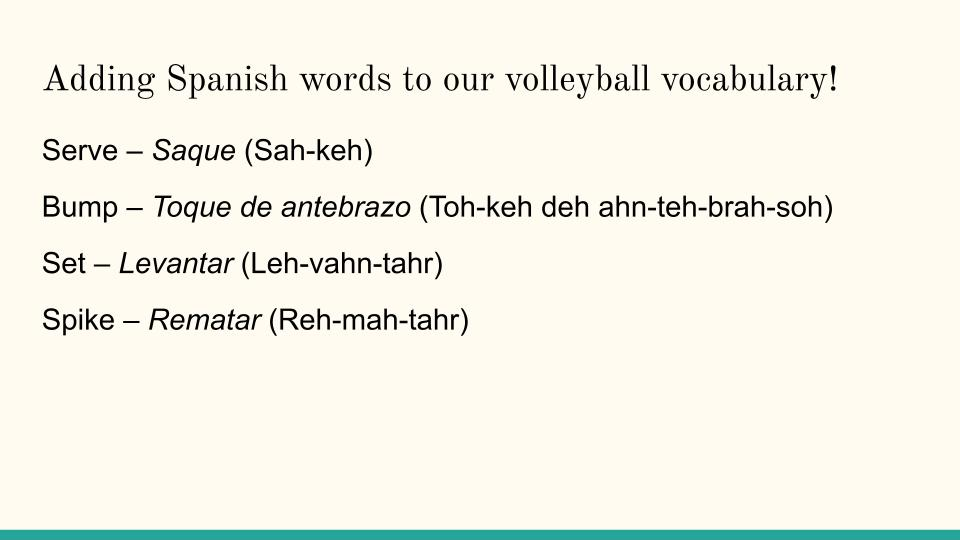 Adding Spanish words to our volleyball vocabulary!
Serve – Saque (Sah-keh)
Bump – Toque de antebrazo (Toh-keh deh ahn-teh-brah-soh)
Set – Levantar (Leh-vahn-tahr)
Spike – Rematar (Reh-mah-tahr)